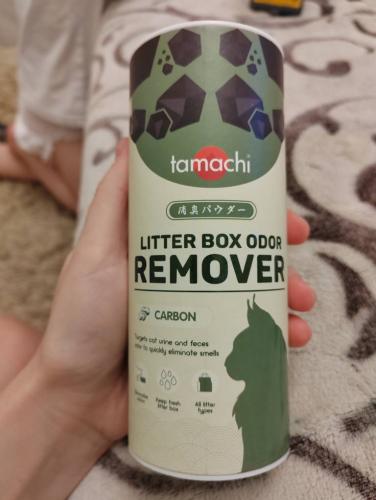 tamachi®
消臭パウダー
LITTER BOX ODOR
REMOVER
CARBON
Targets cat urine and feces
odor to quickly eliminate smells
Keep fresh
litter box
All litter
types